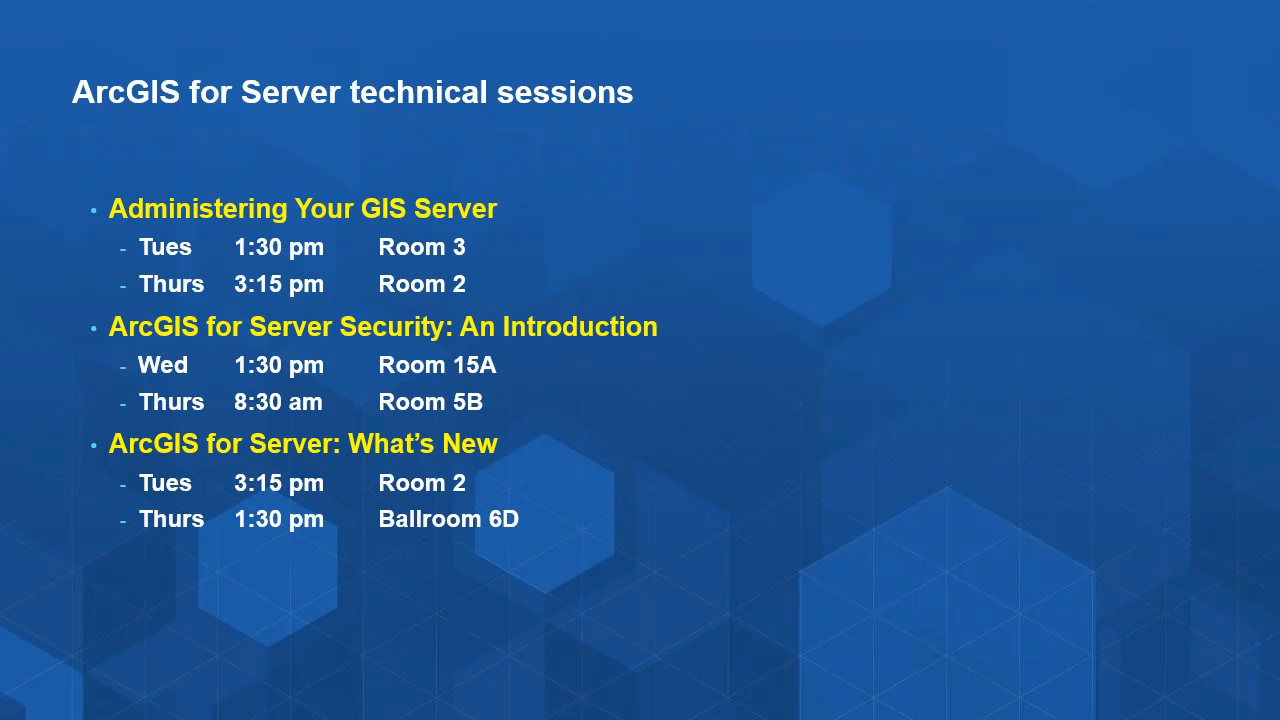 ArcGIS for Server technical sessions
• Administering Your GIS Server
- Tues 1:30 pm Room 3
- Thurs 3:15 pm Room 2
• ArcGIS for Server Security: An Introduction
- Wed 1:30 pm Room 15A
- Thurs 8:30 am Room 5B
• ArcGIS for Server: What’s New
- Tues 3:15 pm Room 2
- Thurs 1:30 pm Ballroom 6D